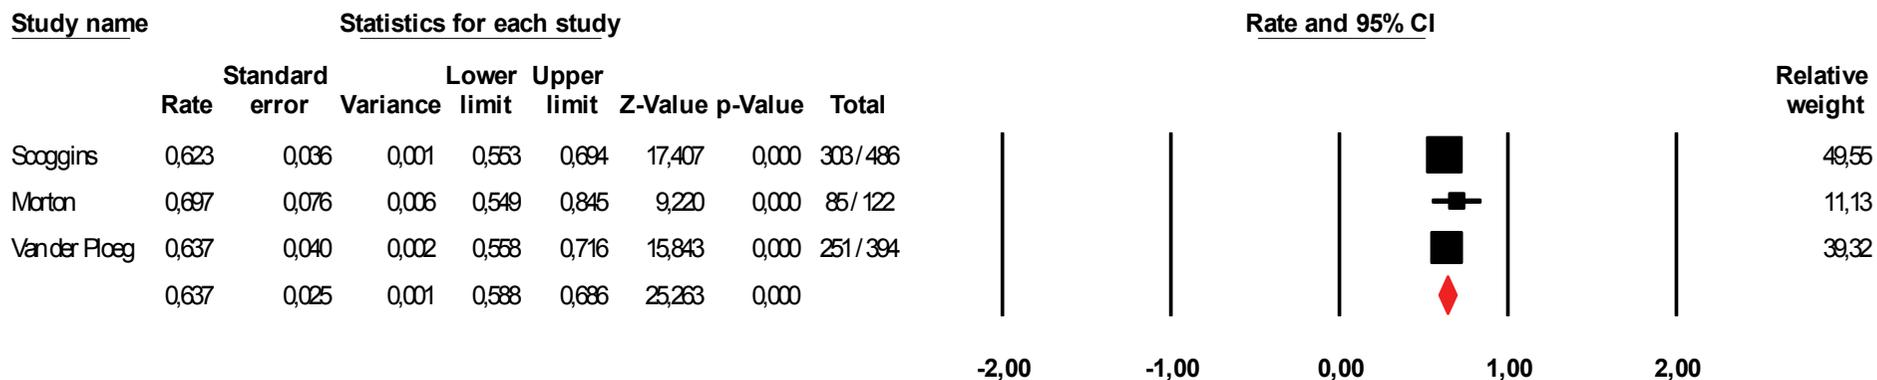 Study name Statistics for each study Rate and 95% CI
Standard Lower Upper Relative
Rate error Variance limit limit Z-Value p-Value Total weight
Scoggins 0,623 0,036 0,001 0,553 0,694 17,407 0,000 303 / 486 49,55
Morton 0,697 0,076 0,006 0,549 0,845 9,220 0,000 85 / 122 11,13
Van der Ploeg 0,637 0,040 0,002 0,558 0,716 15,843 0,000 251 / 394 39,32
0,637 0,025 0,001 0,588 0,686 25,263 0,000
-2,00 -1,00 0,00 1,00 2,00